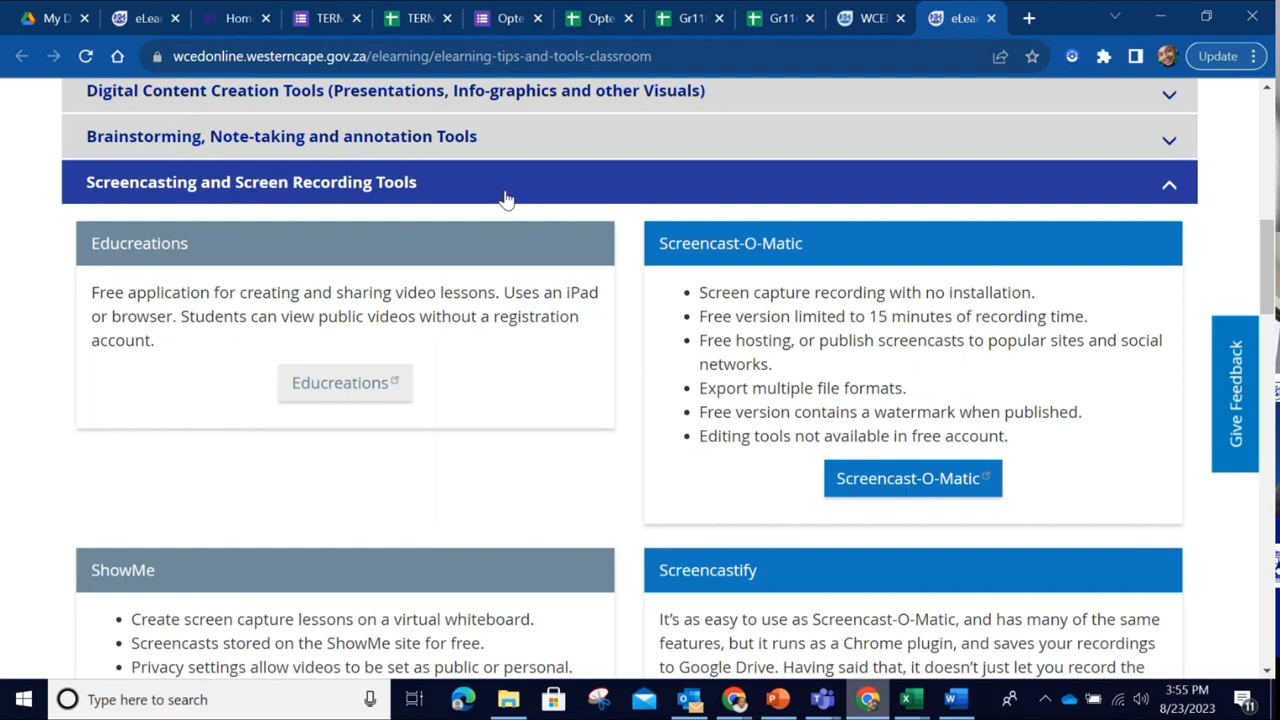 My D
eLear
Hom
TERM
TERM
Opte
Opte
Gr11
Gr11
WCE
eLea
wcedonline.westerncape.gov.za/elearning/elearning-tips-and-tools-classroom
Update
Digital Content Creation Tools (Presentations, Info-graphics and other Visuals)
Brainstorming, Note-taking and annotation Tools
Screencasting and Screen Recording Tools
Educreations
Free application for creating and sharing video lessons. Uses an iPad
or browser. Students can view public videos without a registration
account.
Educreations
Screencast-O-Matic
• Screen capture recording with no installation.
• Free version limited to 15 minutes of recording time.
• Free hosting, or publish screencasts to popular sites and social
networks.
• Export multiple file formats.
• Free version contains a watermark when published.
• Editing tools not available in free account.
Screencast-O-Matic
Give Feedback
ShowMe
• Create screen capture lessons on a virtual whiteboard.
• Screencasts stored on the ShowMe site for free.
• Privacy settings allow videos to be set as public or personal.
Screencastify
It's as easy to use as Screencast-O-Matic, and has many of the same
features, but it runs as a Chrome plugin, and saves your recordings
to Google Drive. Having said that, it doesn't just let you record the
Type here to search
3:55 PM
8/23/2023
11